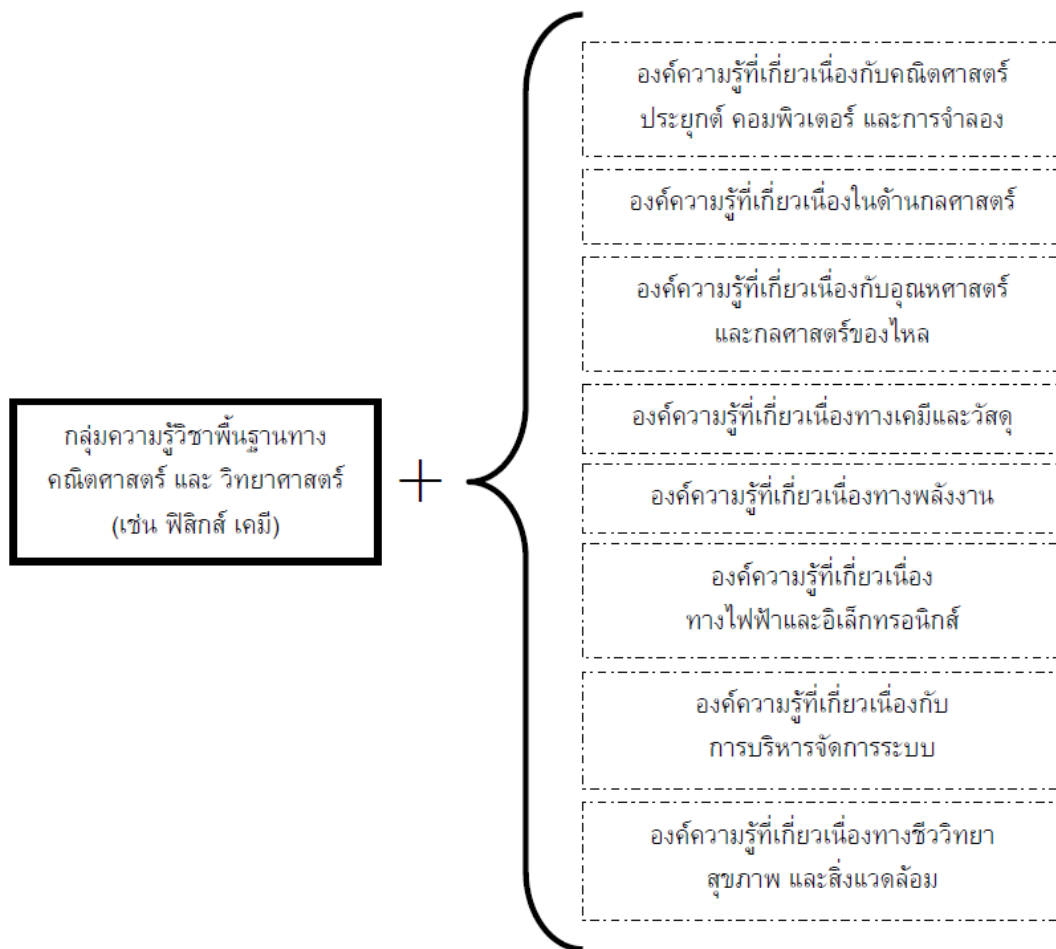 กลุ่มความรู้วิชาพื้นฐานทาง
คณิตศาสตร์ และ วิทยาศาสตร์
(เช่น ฟิสิกส์ เคมี)
+
องค์ความรู้ที่เกี่ยวเนื่องกับคณิตศาสตร์
ประยุกต์ คอมพิวเตอร์ และการจำลอง
องค์ความรู้ที่เกี่ยวเนื่องในด้านกลศาสตร์
องค์ความรู้ที่เกี่ยวเนื่องกับอุณหศาสตร์
และกลศาสตร์ของไหล
องค์ความรู้ที่เกี่ยวเนื่องทางเคมีและวัสดุ
องค์ความรู้ที่เกี่ยวเนื่องทางพลังงาน
องค์ความรู้ที่เกี่ยวเนื่อง
ทางไฟฟ้าและอิเล็กทรอนิกส์
องค์ความรู้ที่เกี่ยวเนื่องกับ
การบริหารจัดการระบบ
องค์ความรู้ที่เกี่ยวเนื่องทางชีววิทยา
สุขภาพ และสิ่งแวดล้อม